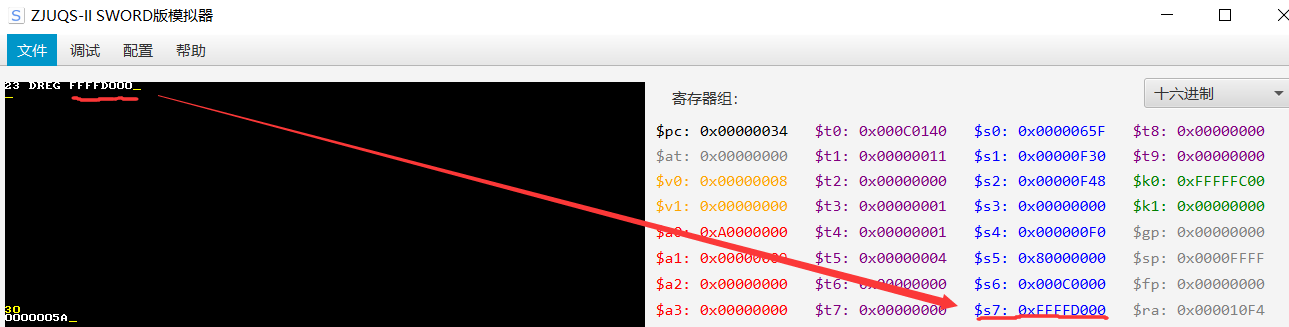 ZJUQS-II SWORD版模拟器
文件 调试 配置 帮助
23 DREG FFFFD000_
寄存器组:
十六进制
$pc: 0x00000034 $t0: 0x000C0140 $s0: 0x0000065F $t8: 0x00000000
$at: 0x00000000 $t1: 0x00000011 $s1: 0x00000F30 $t9: 0x00000000
$v0: 0x00000008 $t2: 0x00000000 $s2: 0x00000F48 $k0: 0xFFFFFC00
$v1: 0x00000000 $t3: 0x00000001 $s3: 0x00000000 $k1: 0x00000000
$a0: 0xA0000000 $t4: 0x00000001 $s4: 0x000000F0 $gp: 0x00000000
$a1: 0x00000000 $t5: 0x00000004 $s5: 0x80000000 $sp: 0x0000FFFF
$a2: 0x00000000 $t6: 0x00000000 $s6: 0x000C0000 $fp: 0x00000000
$a3: 0x00000000 $t7: 0x00000000 $s7: 0xFFFFD000 $ra: 0x000010F4
30
0000005A_